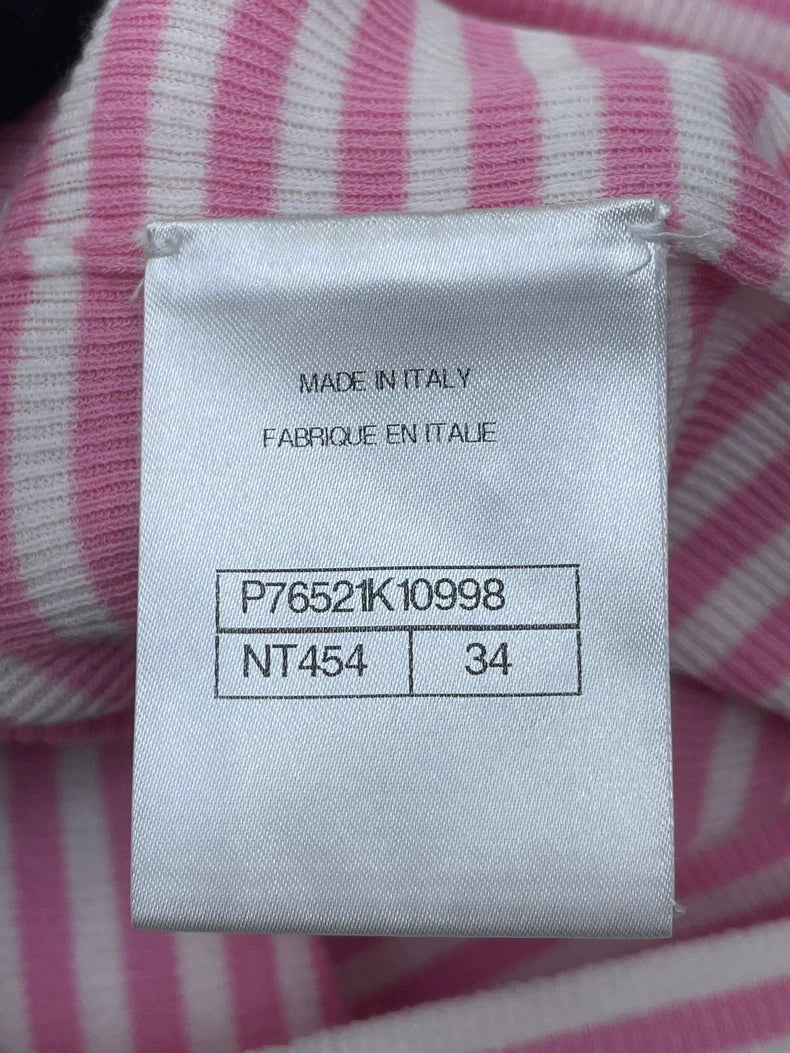 MADE IN ITALY
FABRIQUE EN ITALIE
P76521K10998
NT454 34